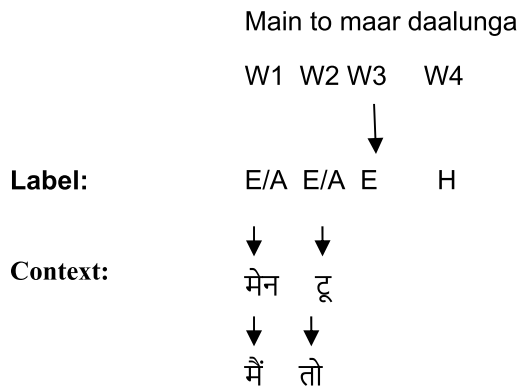 Main to maar daalunga
W1 W2 W3 W4
Label: E/A E/A E H
Context:
मेन टू
मैं तो